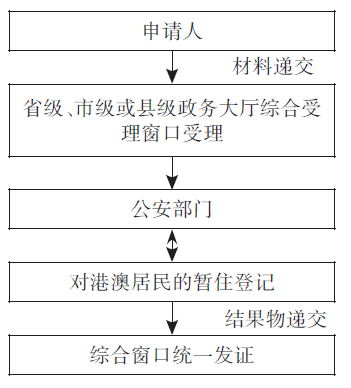 申请人
材料递交
省级、市级或县级政务大厅综合受
理窗口受理
公安部门
对港澳居民的暂住登记
结果物递交
综合窗口统一发证